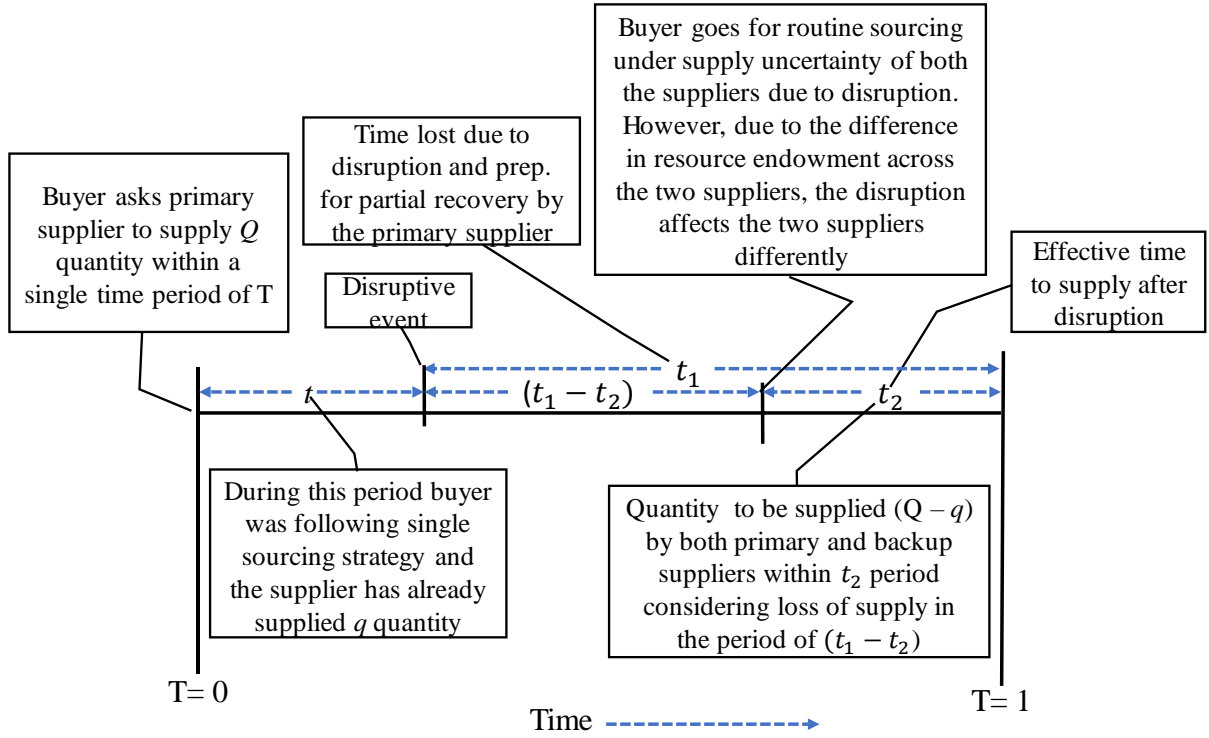 Buyer goes for routine sourcing
under supply uncertainty of both
the suppliers due to disruption.
However, due to the difference
in resource endowment across
the two suppliers, the disruption
affects the two suppliers
differently
Time lost due to
disruption and prep.
for partial recovery by
the primary supplier
Buyer asks primary
supplier to supply Q
quantity within a
single time period of T
Disruptive
event
Effective time
to supply after
disruption
t₁
t
(t₁ − t₂)
t₂
During this period buyer
was following single
sourcing strategy and
the supplier has already
supplied q quantity
Quantity to be supplied (Q – q)
by both primary and backup
suppliers within t₂ period
considering loss of supply in
the period of (t₁ − t₂)
T= 0
T= 1
Time